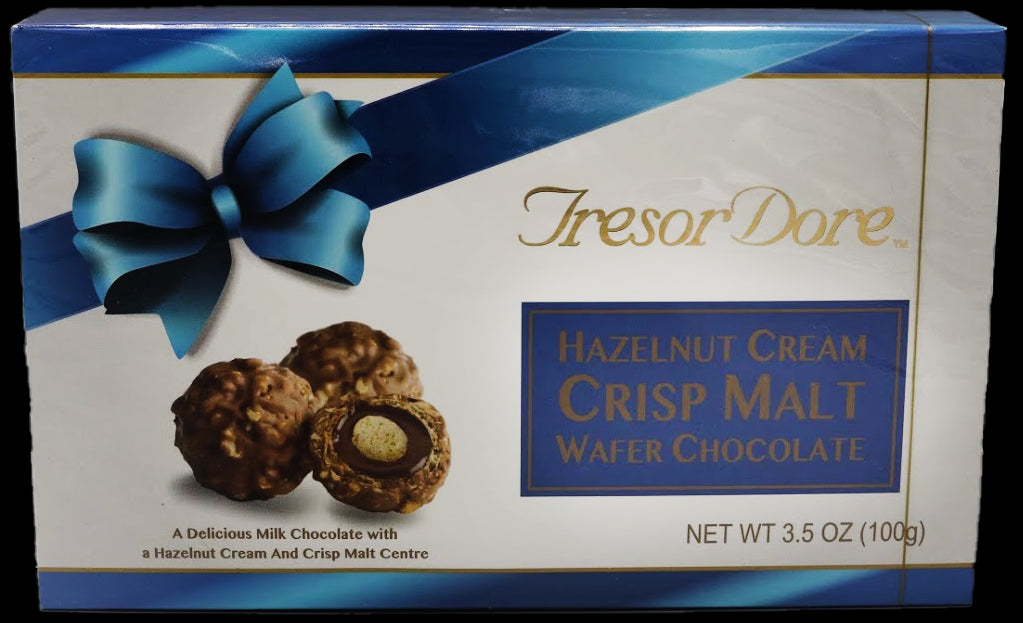 Tresor Dore™
HAZELNUT CREAM
CRISP MALT
WAFER CHOCOLATE
A Delicious Milk Chocolate with
a Hazelnut Cream And Crisp Malt Centre
NET WT 3.5 OZ (100g)